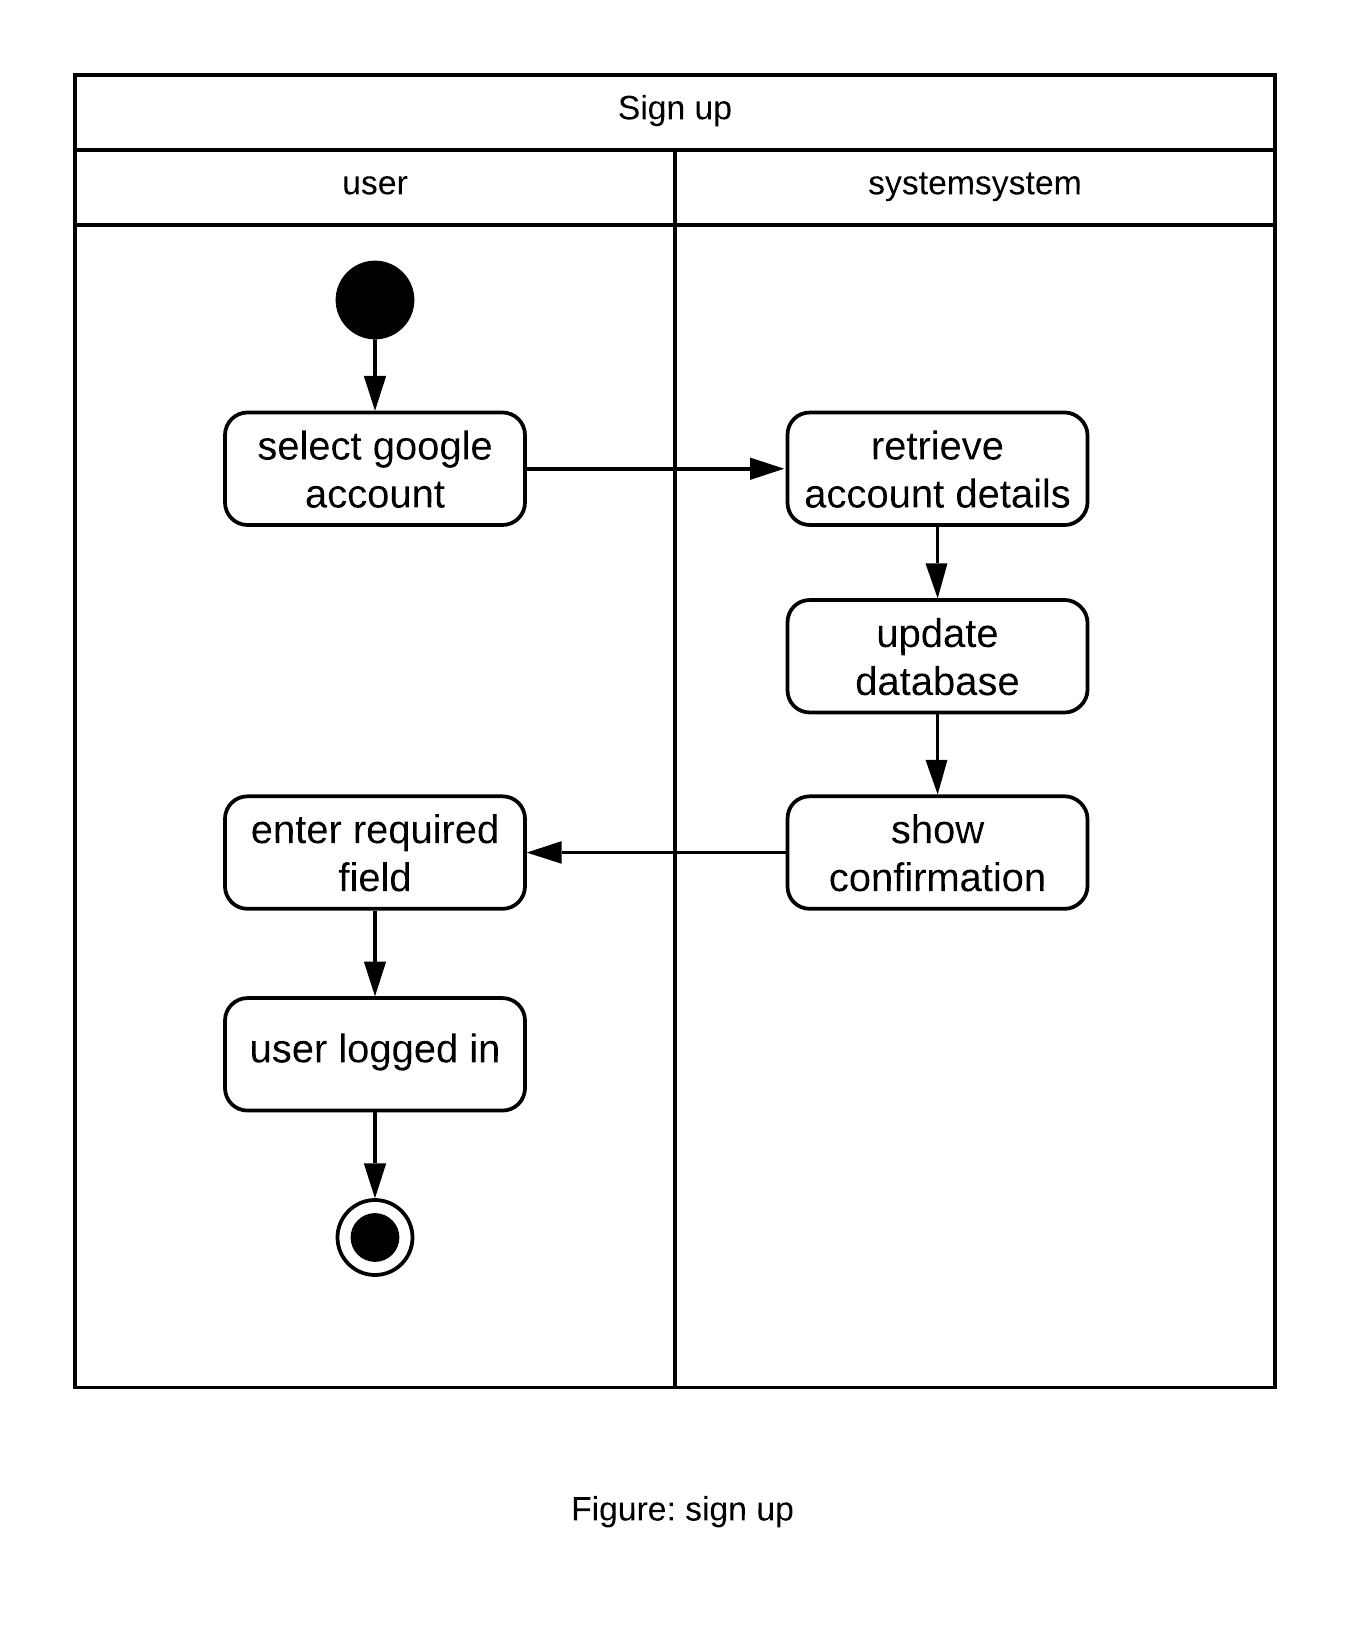 Sign up
user
systemsystem
select google
account
retrieve
account details
update
database
show
confirmation
enter required
field
user logged in
Figure: sign up